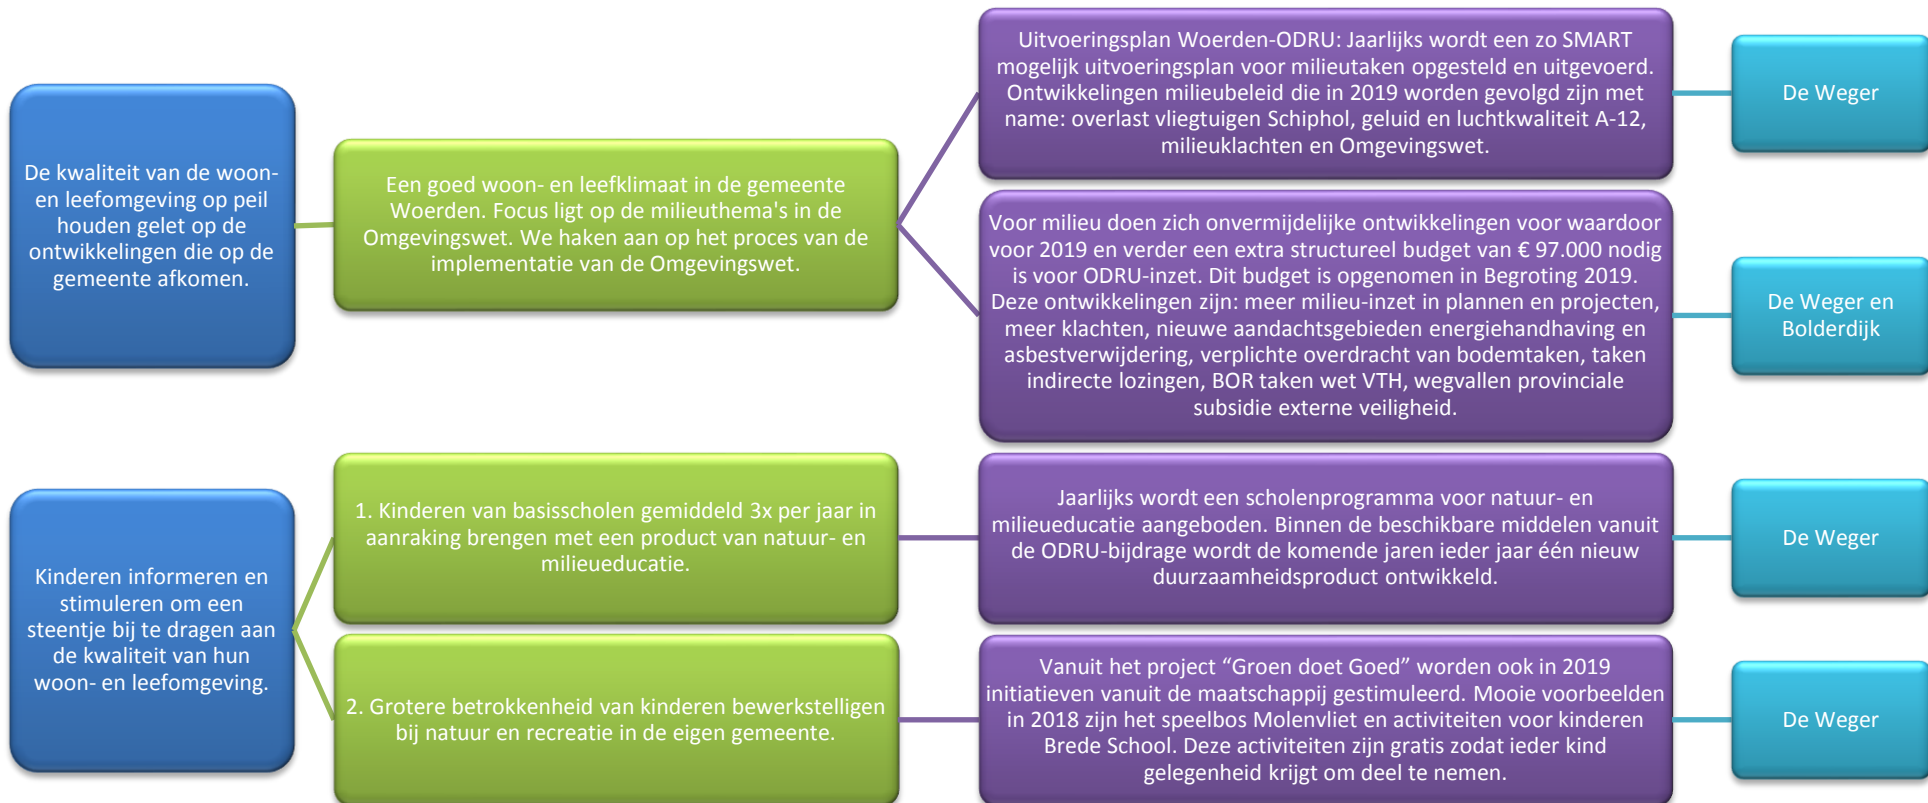 De kwaliteit van de woon-
en leefomgeving op peil
houden gelet op de
ontwikkelingen die op de
gemeente afkomen.
Een goed woon- en leefklimaat in de gemeente
Woerden. Focus ligt op de milieuthema's in de
Omgevingswet. We haken aan op het proces van de
implementatie van de Omgevingswet.
Uitvoeringsplan Woerden-ODRU: Jaarlijks wordt een zo SMART
mogelijk uitvoeringsplan voor milieutaken opgesteld en uitgevoerd.
Ontwikkelingen milieubeleid die in 2019 worden gevolgd zijn met
name: overlast vliegtuigen Schiphol, geluid en luchtkwaliteit A-12,
milieuklachten en Omgevingswet.
De Weger
Voor milieu doen zich onvermijdelijke ontwikkelingen voor waardoor
voor 2019 en verder een extra structureel budget van € 97.000 nodig
is voor ODRU-inzet. Dit budget is opgenomen in Begroting 2019.
Deze ontwikkelingen zijn: meer milieu-inzet in plannen en projecten,
meer klachten, nieuwe aandachtsgebieden energiehandhaving en
asbestverwijdering, verplichte overdracht van bodemtaken, taken
indirecte lozingen, BOR taken wet VTH, wegvallen provinciale
subsidie externe veiligheid.
De Weger en
Bolderdijk
Kinderen informeren en
stimuleren om een
steentje bij te dragen aan
de kwaliteit van hun
woon- en leefomgeving.
1. Kinderen van basisscholen gemiddeld 3x per jaar in
aanraking brengen met een product van natuur- en
milieueducatie.
Jaarlijks wordt een scholenprogramma voor natuur- en
milieueducatie aangeboden. Binnen de beschikbare middelen vanuit
de ODRU-bijdrage wordt de komende jaren ieder jaar één nieuw
duurzaamheidsproduct ontwikkeld.
De Weger
2. Grotere betrokkenheid van kinderen bewerkstelligen
bij natuur en recreatie in de eigen gemeente.
Vanuit het project “Groen doet Goed” worden ook in 2019
initiatieven vanuit de maatschappij gestimuleerd. Mooie voorbeelden
in 2018 zijn het speelbos Molenvliet en activiteiten voor kinderen
Brede School. Deze activiteiten zijn gratis zodat ieder kind
gelegenheid krijgt om deel te nemen.
De Weger